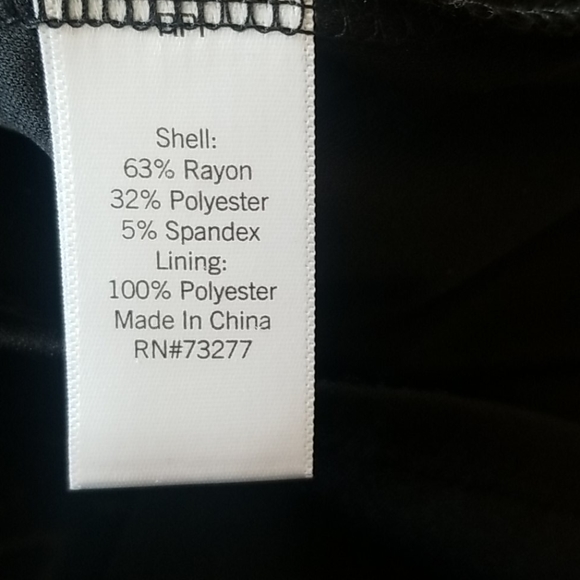 Shell:
63% Rayon
32% Polyester
5% Spandex
Lining:
100% Polyester
Made In China
RN#73277